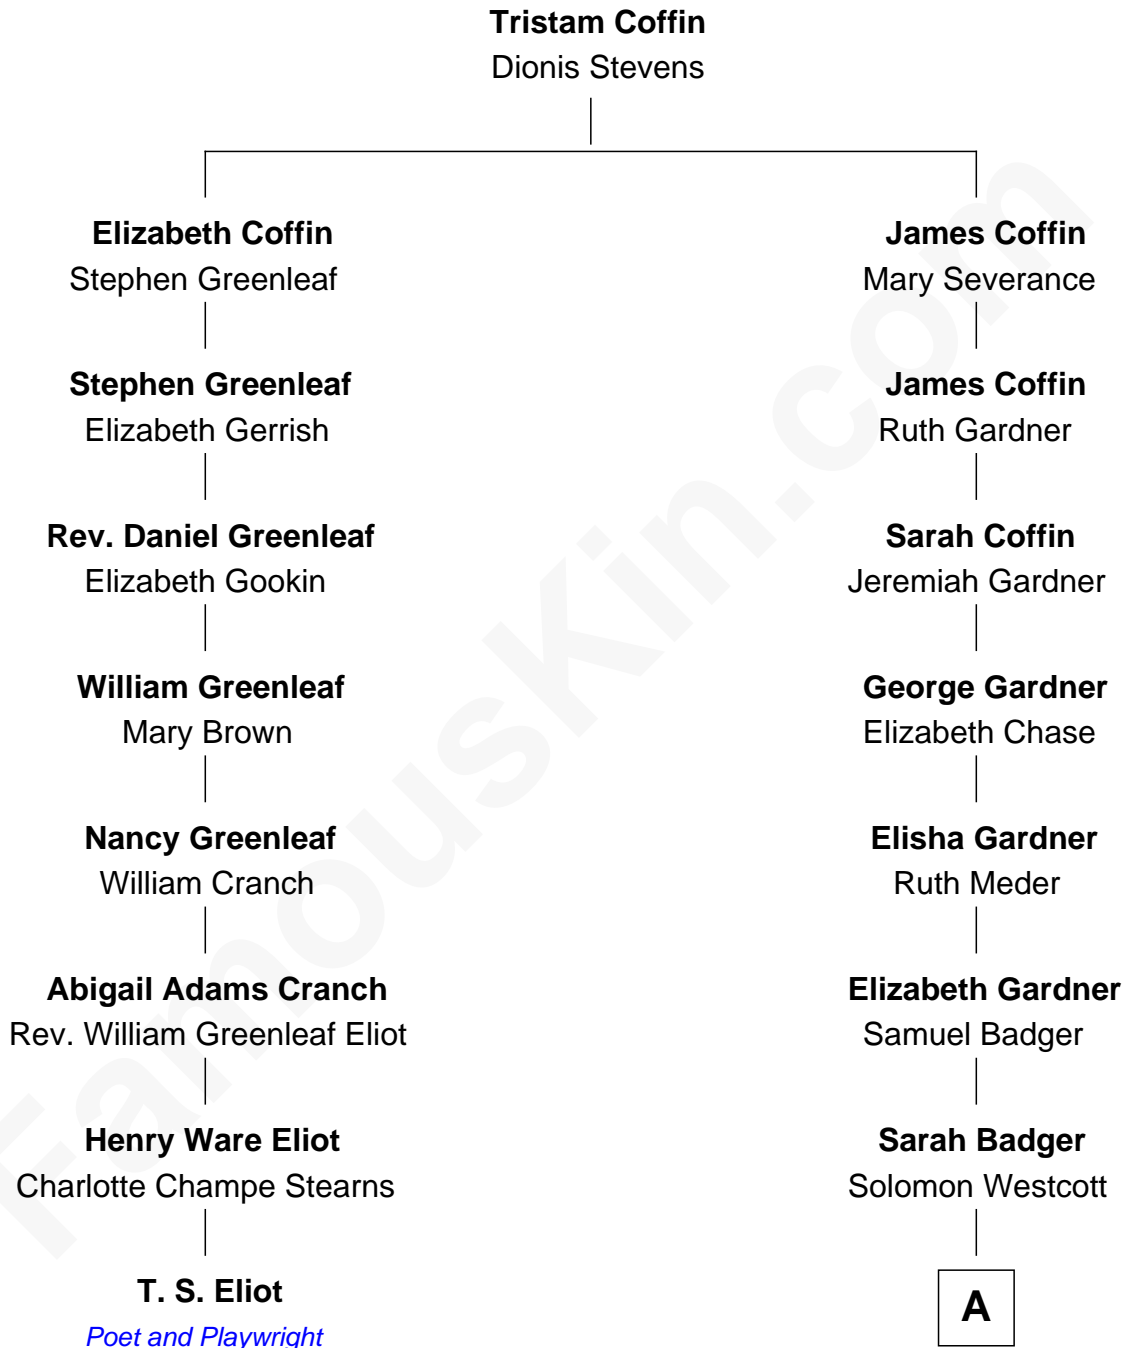 Tristam Coffin
Dionis Stevens
Elizabeth Coffin
Stephen Greenleaf
James Coffin
Mary Severance
Stephen Greenleaf
Elizabeth Gerrish
James Coffin
Ruth Gardner
Rev. Daniel Greenleaf
Elizabeth Gookin
Sarah Coffin
Jeremiah Gardner
William Greenleaf
Mary Brown
George Gardner
Elizabeth Chase
Nancy Greenleaf
William Cranch
Elisha Gardner
Ruth Meder
Abigail Adams Cranch
Rev. William Greenleaf Eliot
Elizabeth Gardner
Samuel Badger
Henry Ware Eliot
Charlotte Champe Stearns
Sarah Badger
Solomon Westcott
T. S. Eliot
Poet and Playwright
A
FamousKin.com